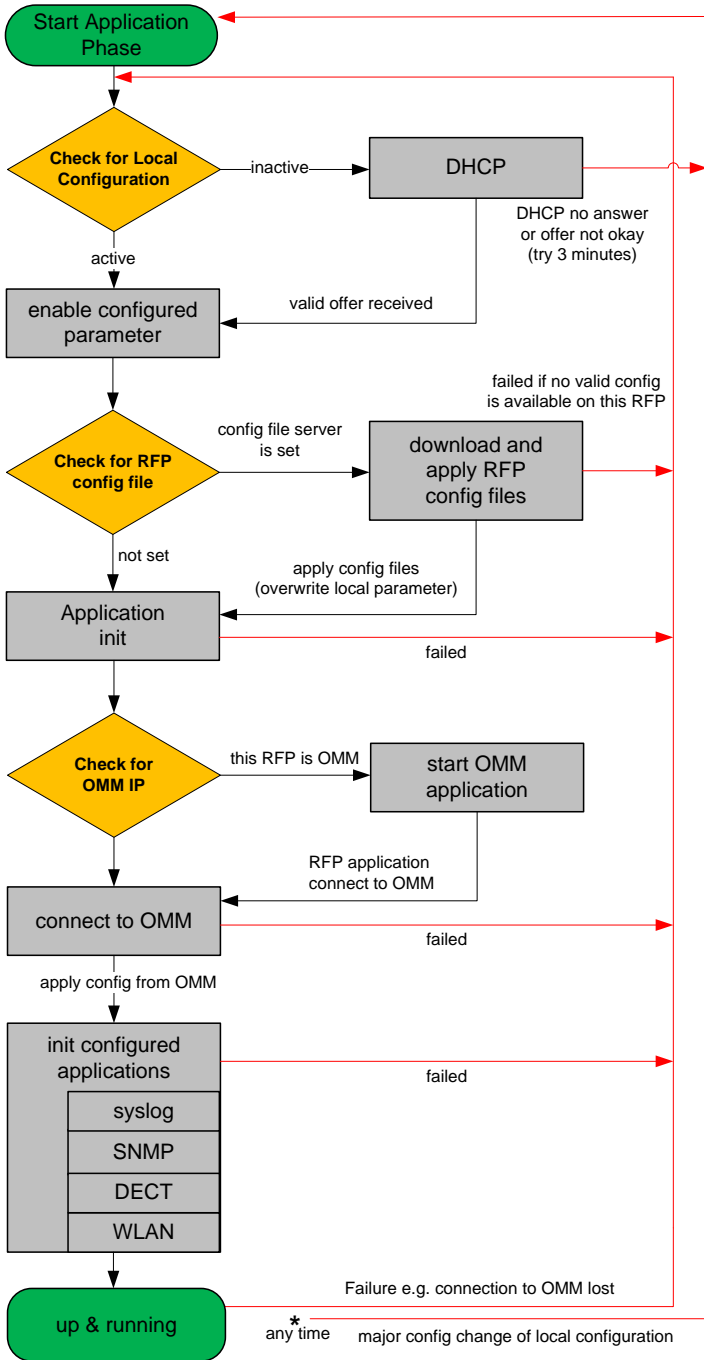 Start Application
Phase
Check for Local
Configuration
inactive
DHCP
DHCP no answer
or offer not okay
(try 3 minutes)
active
enable configured
parameter
valid offer received
failed if no valid config
is available on this RFP
Check for RFP
config file
config file server
is set
download and
apply RFP
config files
not set
apply config files
(overwrite local parameter)
Application
init
failed
Check for
OMM IP
this RFP is OMM
start OMM
application
RFP application
connect to OMM
connect to OMM
failed
apply config from OMM
init configured
applications
failed
syslog
SNMP
DECT
WLAN
up & running
Failure e.g. connection to OMM lost
*
any time
major config change of local configuration